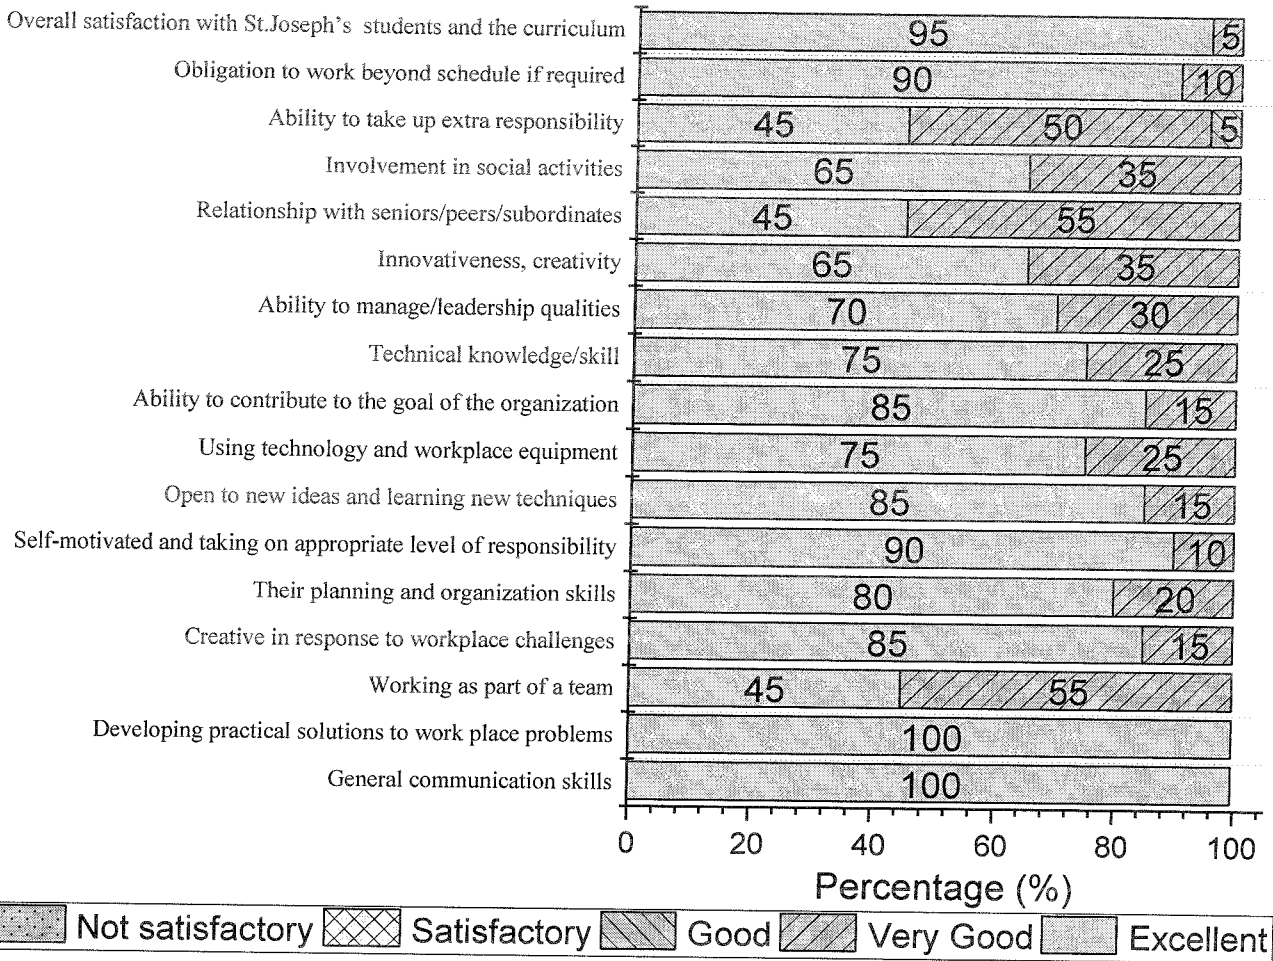 Overall satisfaction with St.Joseph's students and the curriculum 95 5
Obligation to work beyond schedule if required 90 10
Ability to take up extra responsibility 45 50 5
Involvement in social activities 65 35
Relationship with seniors/peers/subordinates 45 55
Innovativeness, creativity 65 35
Ability to manage/leadership qualities 70 30
Technical knowledge/skill 75 25
Ability to contribute to the goal of the organization 85 15
Using technology and workplace equipment 75 25
Open to new ideas and learning new techniques 85 15
Self-motivated and taking on appropriate level of responsibility 90 10
Their planning and organization skills 80 20
Creative in response to workplace challenges 85 15
Working as part of a team 45 55
Developing practical solutions to work place problems 100
General communication skills 100
0 20 40 60 80 100
Percentage (%)
Not satisfactory Satisfactory Good Very Good Excellent